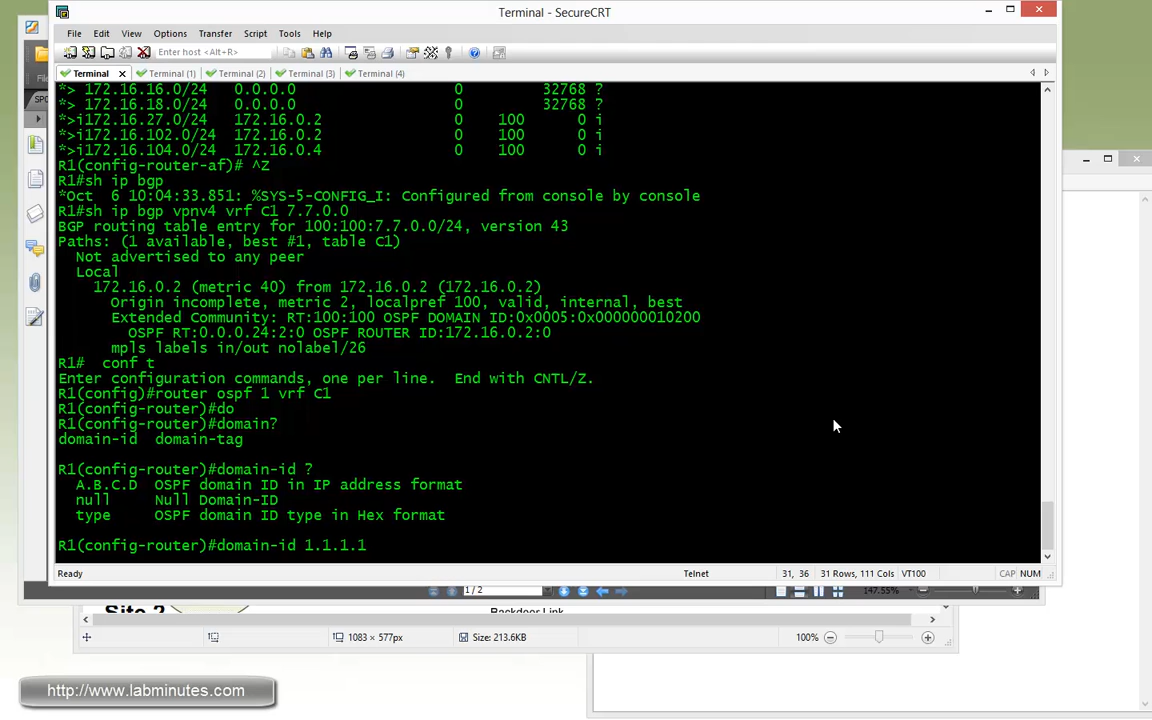 Terminal - SecureCRT
File Edit View Options Transfer Script Tools Help
Enter host <Alt+R>
Terminal Terminal (1) Terminal (2) Terminal (3) Terminal (4)
*> 172.16.16.0/24 0.0.0.0 0 32768 ?
*> 172.16.18.0/24 0.0.0.0 0 32768 ?
*>i172.16.27.0/24 172.16.0.2 0 100 0 i
*>i172.16.102.0/24 172.16.0.2 0 100 0 i
*>i172.16.104.0/24 172.16.0.4 0 100 0 i
R1(config-router-af)# ^Z
R1#sh ip bgp
*Oct 6 10:04:33.851: %SYS-5-CONFIG_I: Configured from console by console
R1#sh ip bgp vpnv4 vrf C1 7.7.0.0
BGP routing table entry for 100:100:7.7.0.0/24, version 43
Paths: (1 available, best #1, table C1)
Not advertised to any peer
Local
172.16.0.2 (metric 40) from 172.16.0.2 (172.16.0.2)
Origin incomplete, metric 2, localpref 100, valid, internal, best
Extended Community: RT:100:100 OSPF DOMAIN ID:0x0005:0x000000010200
OSPF RT:0.0.0.24:2:0 OSPF ROUTER ID:172.16.0.2:0
mpls labels in/out nolabel/26
R1# conf t
Enter configuration commands, one per line. End with CNTL/Z.
R1(config)#router ospf 1 vrf C1
R1(config-router)#do
R1(config-router)#domain?
domain-id domain-tag
R1(config-router)#domain-id ?
A.B.C.D OSPF domain ID in IP address format
null Null Domain-ID
type OSPF domain ID type in Hex format
R1(config-router)#domain-id 1.1.1.1
Ready Telnet 31, 36 31 Rows, 111 Cols VT100 CAP NUM
1 / 2 147.55%
Site 2 Backdoor Link
1083 × 577px Size: 213.6KB 100%
http://www.labminutes.com